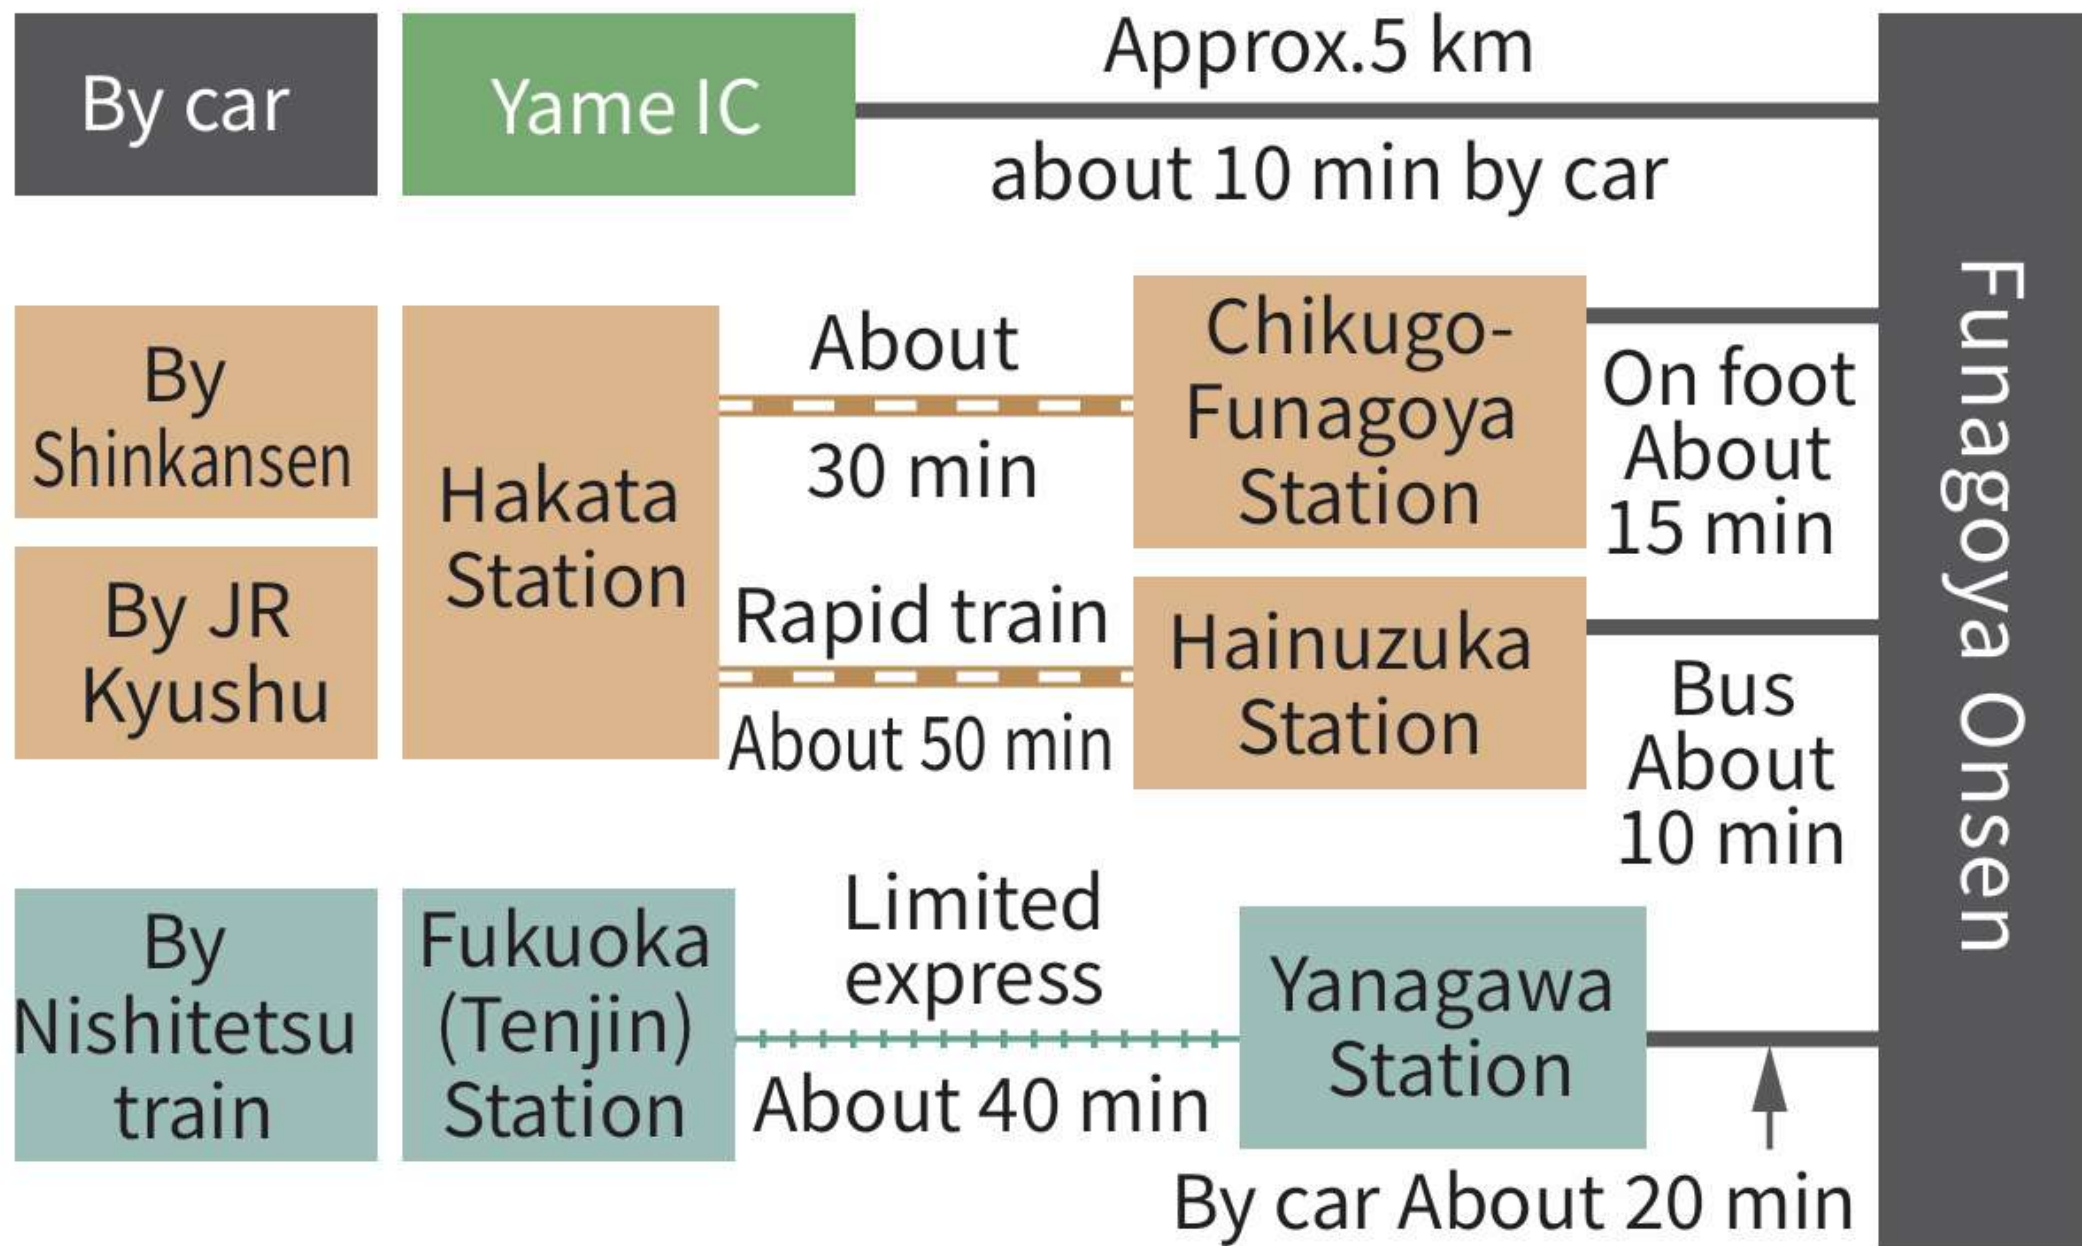 By car
Yame IC
Approx.5 km
about 10 min by car
By
Shinkansen
By JR
Kyushu
Hakata
Station
About
30 min
Chikugo-
Funagoya
Station
On foot
About
15 min
Rapid train
About 50 min
Hainuzuka
Station
Bus
About
10 min
By
Nishitetsu
train
Fukuoka
(Tenjin)
Station
Limited
express
About 40 min
Yanagawa
Station
By car About 20 min
Funagoya Onsen